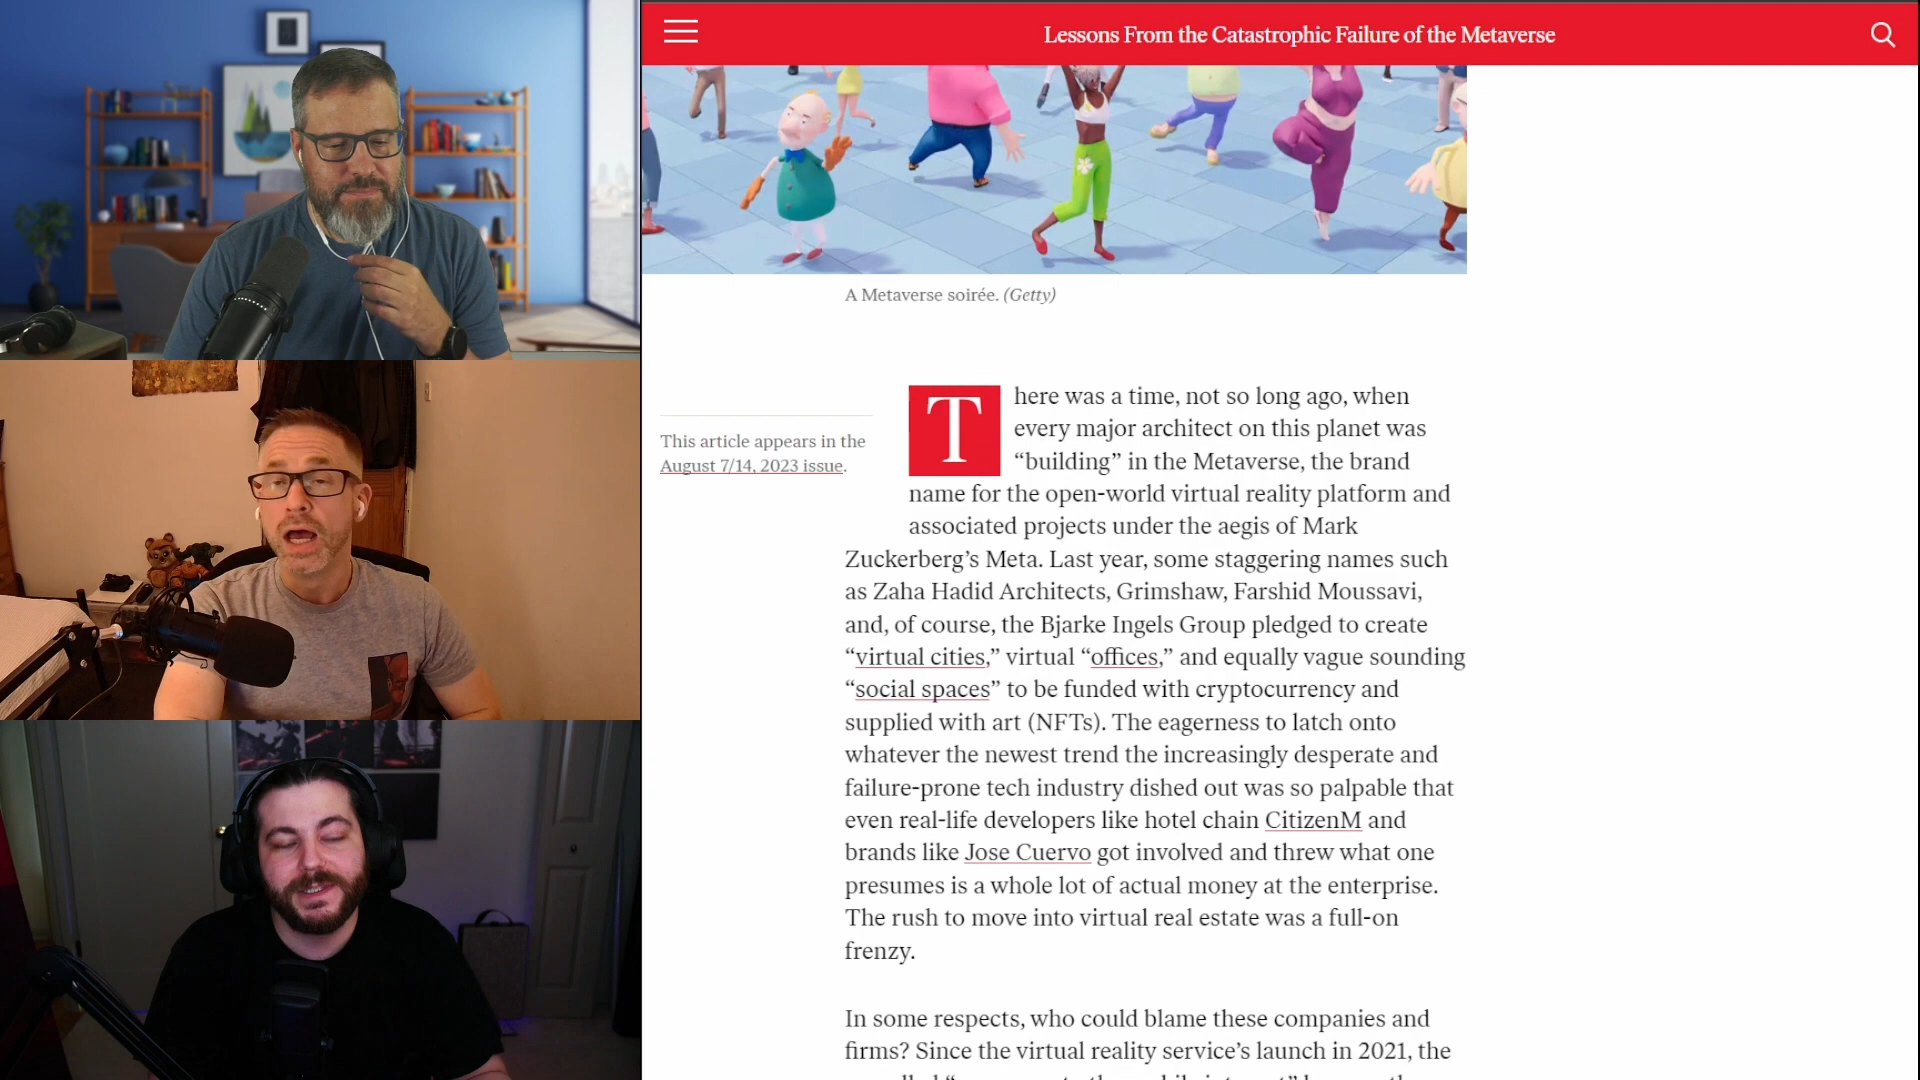 Lessons From the Catastrophic Failure of the Metaverse
A Metaverse soirée. (Getty)
This article appears in the
August 7/14, 2023 issue.
There was a time, not so long ago, when
every major architect on this planet was
“building” in the Metaverse, the brand
name for the open-world virtual reality platform and
associated projects under the aegis of Mark
Zuckerberg’s Meta. Last year, some staggering names such
as Zaha Hadid Architects, Grimshaw, Farshid Moussavi,
and, of course, the Bjarke Ingels Group pledged to create
“virtual cities,” virtual “offices,” and equally vague sounding
“social spaces” to be funded with cryptocurrency and
supplied with art (NFTs). The eagerness to latch onto
whatever the newest trend the increasingly desperate and
failure-prone tech industry dished out was so palpable that
even real-life developers like hotel chain CitizenM and
brands like Jose Cuervo got involved and threw what one
presumes is a whole lot of actual money at the enterprise.
The rush to move into virtual real estate was a full-on
frenzy.
In some respects, who could blame these companies and
firms? Since the virtual reality service’s launch in 2021, the